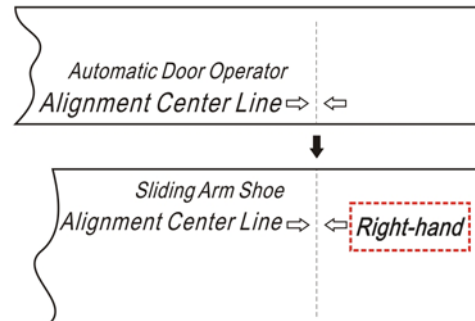 Automatic Door Operator
Alignment Center Line
Sliding Arm Shoe
Alignment Center Line
Right-hand